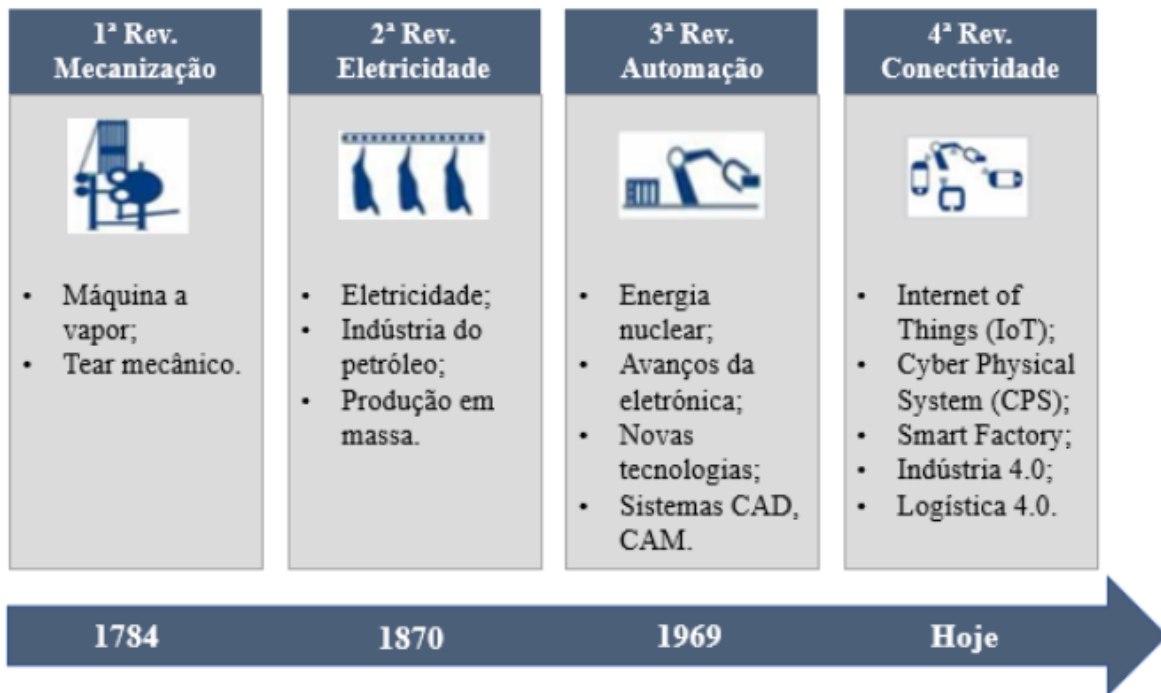 1ª Rev.
Mecanização
• Máquina a
vapor;
• Tear mecânico.
2ª Rev.
Eletricidade
• Eletricidade;
• Indústria do
petróleo;
• Produção em
massa.
3ª Rev.
Automação
• Energia
nuclear;
• Avanços da
eletrónica;
• Novas
tecnologias;
• Sistemas CAD,
CAM.
4ª Rev.
Conectividade
• Internet of
Things (IoT);
• Cyber Physical
System (CPS);
• Smart Factory;
• Indústria 4.0;
• Logística 4.0.
1784
1870
1969
Hoje